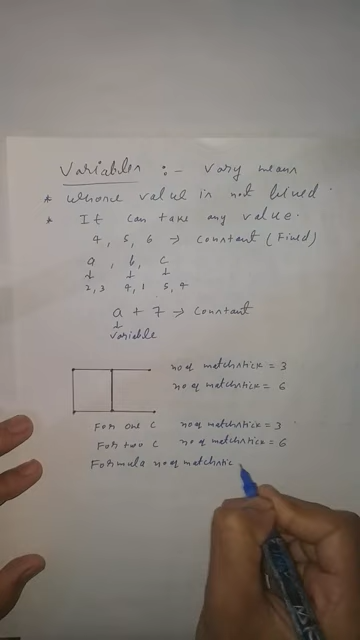 Variables :- vary means
* whose value is not fixed.
* It can take any value.
4, 5, 6 → constant (Fixed)
a, b, c
↓ ↓ ↓
2,3 4,1 5,4
a + 7 → constant
↓
variable
no of matchstick = 3
no of matchstick = 6
For one C no of matchstick = 3
For two C no of matchstick = 6
Formula no of matchstic